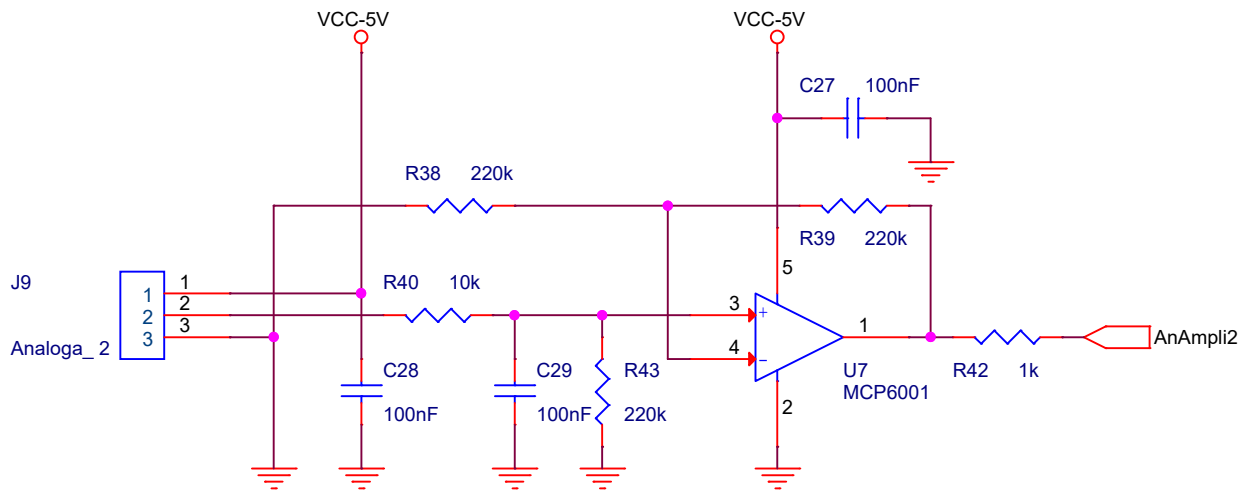 VCC-5V
VCC-5V
C27 100nF
R38 220k
R39 220k
J9
1
2
3
1
2
3
Analoga_ 2
R40 10k
5
3
+
4
−
1
2
U7
MCP6001
R42 1k
AnAmpli2
C28
100nF
C29
100nF
R43
220k